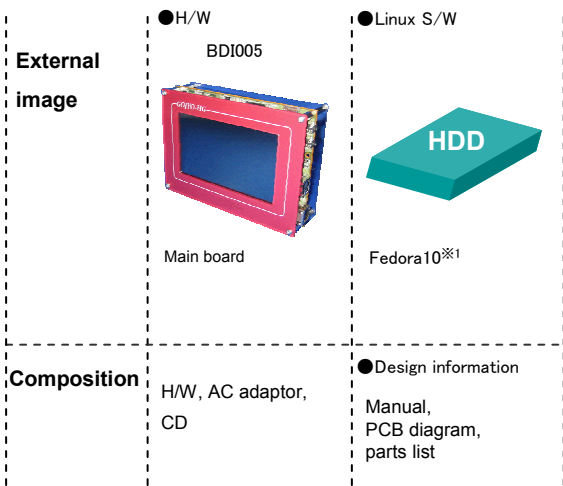 ●H/W
●Linux S/W
External
image
BDI005
HDD
Main board
Fedora10※1
Composition
H/W, AC adaptor,
CD
●Design information
Manual,
PCB diagram,
parts list